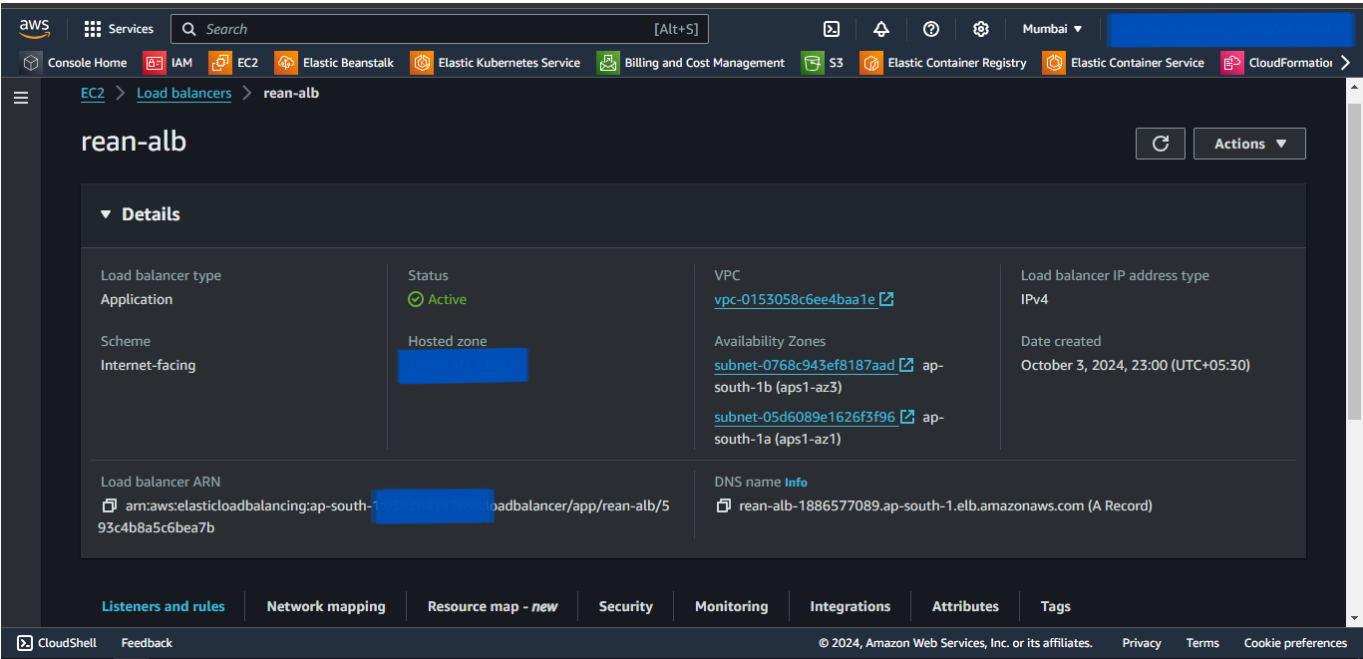 aws Services Search [Alt+S] Mumbai
Console Home IAM EC2 Elastic Beanstalk Elastic Kubernetes Service Billing and Cost Management S3 Elastic Container Registry Elastic Container Service CloudFormation
EC2 > Load balancers > rean-alb
rean-alb
Actions
Details
Load balancer type Status VPC Load balancer IP address type
Application Active vpc-0153058c6ee4baa1e IPv4
Scheme Hosted zone Availability Zones Date created
Internet-facing subnet-0768c943ef8187aad ap- October 3, 2024, 23:00 (UTC+05:30)
south-1b (aps1-az3)
subnet-05d6089e1626f3f96 ap-
south-1a (aps1-az1)
Load balancer ARN DNS name Info
arn:aws:elasticloadbalancing:ap-south-1 loadbalancer/app/rean-alb/5 rean-alb-1886577089.ap-south-1.elb.amazonaws.com (A Record)
93c4b8a5c6bea7b
Listeners and rules Network mapping Resource map - new Security Monitoring Integrations Attributes Tags
CloudShell Feedback © 2024, Amazon Web Services, Inc. or its affiliates. Privacy Terms Cookie preferences